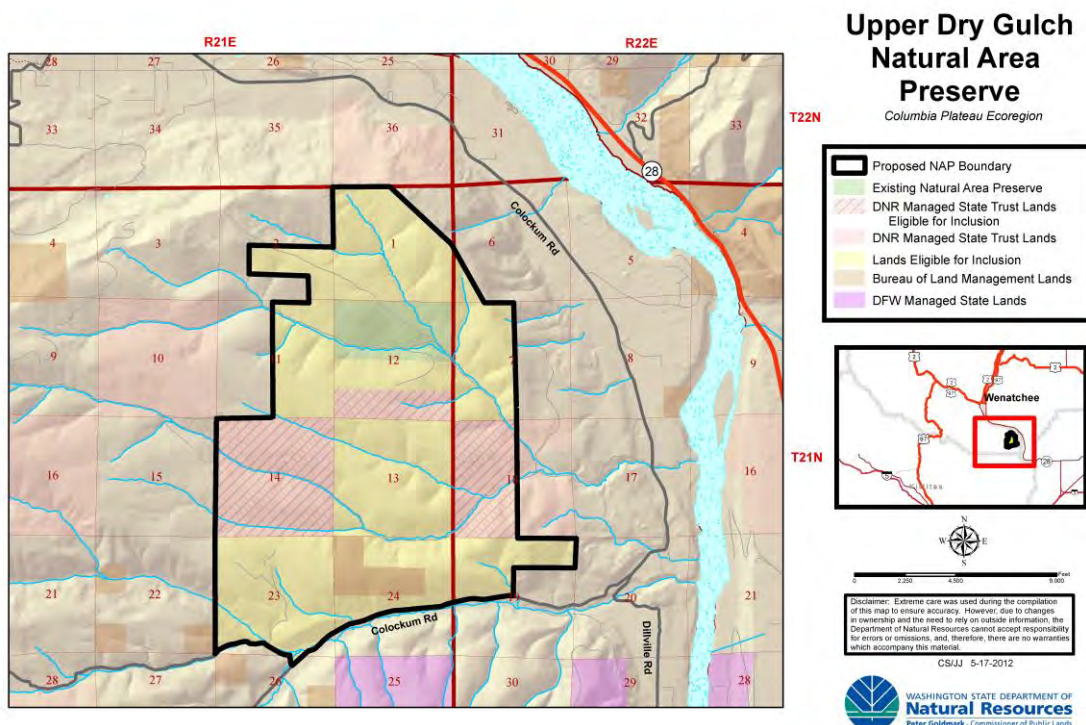 R21E
R22E
28
27
26
25
30
29
33
34
35
36
31
32
33
28
T22N
4
3
2
1
6
5
4
Colockum Rd
9
10
11
12
7
8
9
16
15
14
13
18
17
16
T21N
21
22
23
24
19
20
Colockum Rd
Dillville Rd
28
27
26
25
30
29
28
Upper Dry Gulch
Natural Area
Preserve
Columbia Plateau Ecoregion
Proposed NAP Boundary
Existing Natural Area Preserve
DNR Managed State Trust Lands
Eligible for Inclusion
DNR Managed State Trust Lands
Lands Eligible for Inclusion
Bureau of Land Management Lands
DFW Managed State Lands
2
2
97
2
97
2
Wenatchee
97
28
Kittitas
N
W
E
S
Feet
0
2,250
4,500
9,000
Disclaimer: Extreme care was used during the compilation
of this map to ensure accuracy. However, due to changes
in ownership and the need to rely on outside information, the
Department of Natural Resources cannot accept responsibility
for errors or omissions, and, therefore, there are no warranties
which accompany this material.
CS/JJ 5-17-2012
WASHINGTON STATE DEPARTMENT OF
Natural Resources
Peter Goldmark - Commissioner of Public Lands